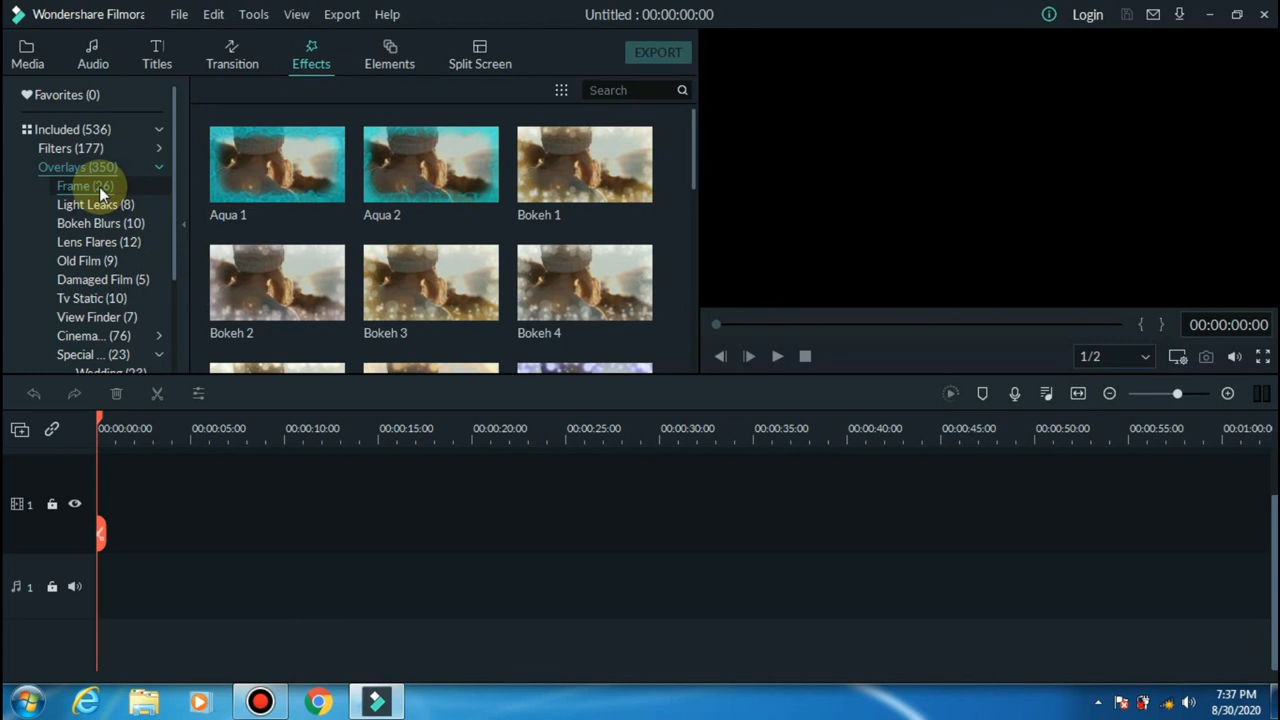 Wondershare Filmora File Edit Tools View Export Help Untitled : 00:00:00:00 Login
Media Audio Titles Transition Effects Elements Split Screen EXPORT
Favorites (0)
Search
Included (536)
Filters (177)
Overlays (350)
Frame (26)
Light Leaks (8)
Bokeh Blurs (10)
Lens Flares (12)
Old Film (9)
Damaged Film (5)
Tv Static (10)
View Finder (7)
Cinema... (76)
Special ... (23)
Wedding (23)
Aqua 1 Aqua 2 Bokeh 1
Bokeh 2 Bokeh 3 Bokeh 4
{ } 00:00:00:00
1/2
00:00:00:00 00:00:05:00 00:00:10:00 00:00:15:00 00:00:20:00 00:00:25:00 00:00:30:00 00:00:35:00 00:00:40:00 00:00:45:00 00:00:50:00 00:00:55:00 00:01:00:0
1
1
7:37 PM
8/30/2020